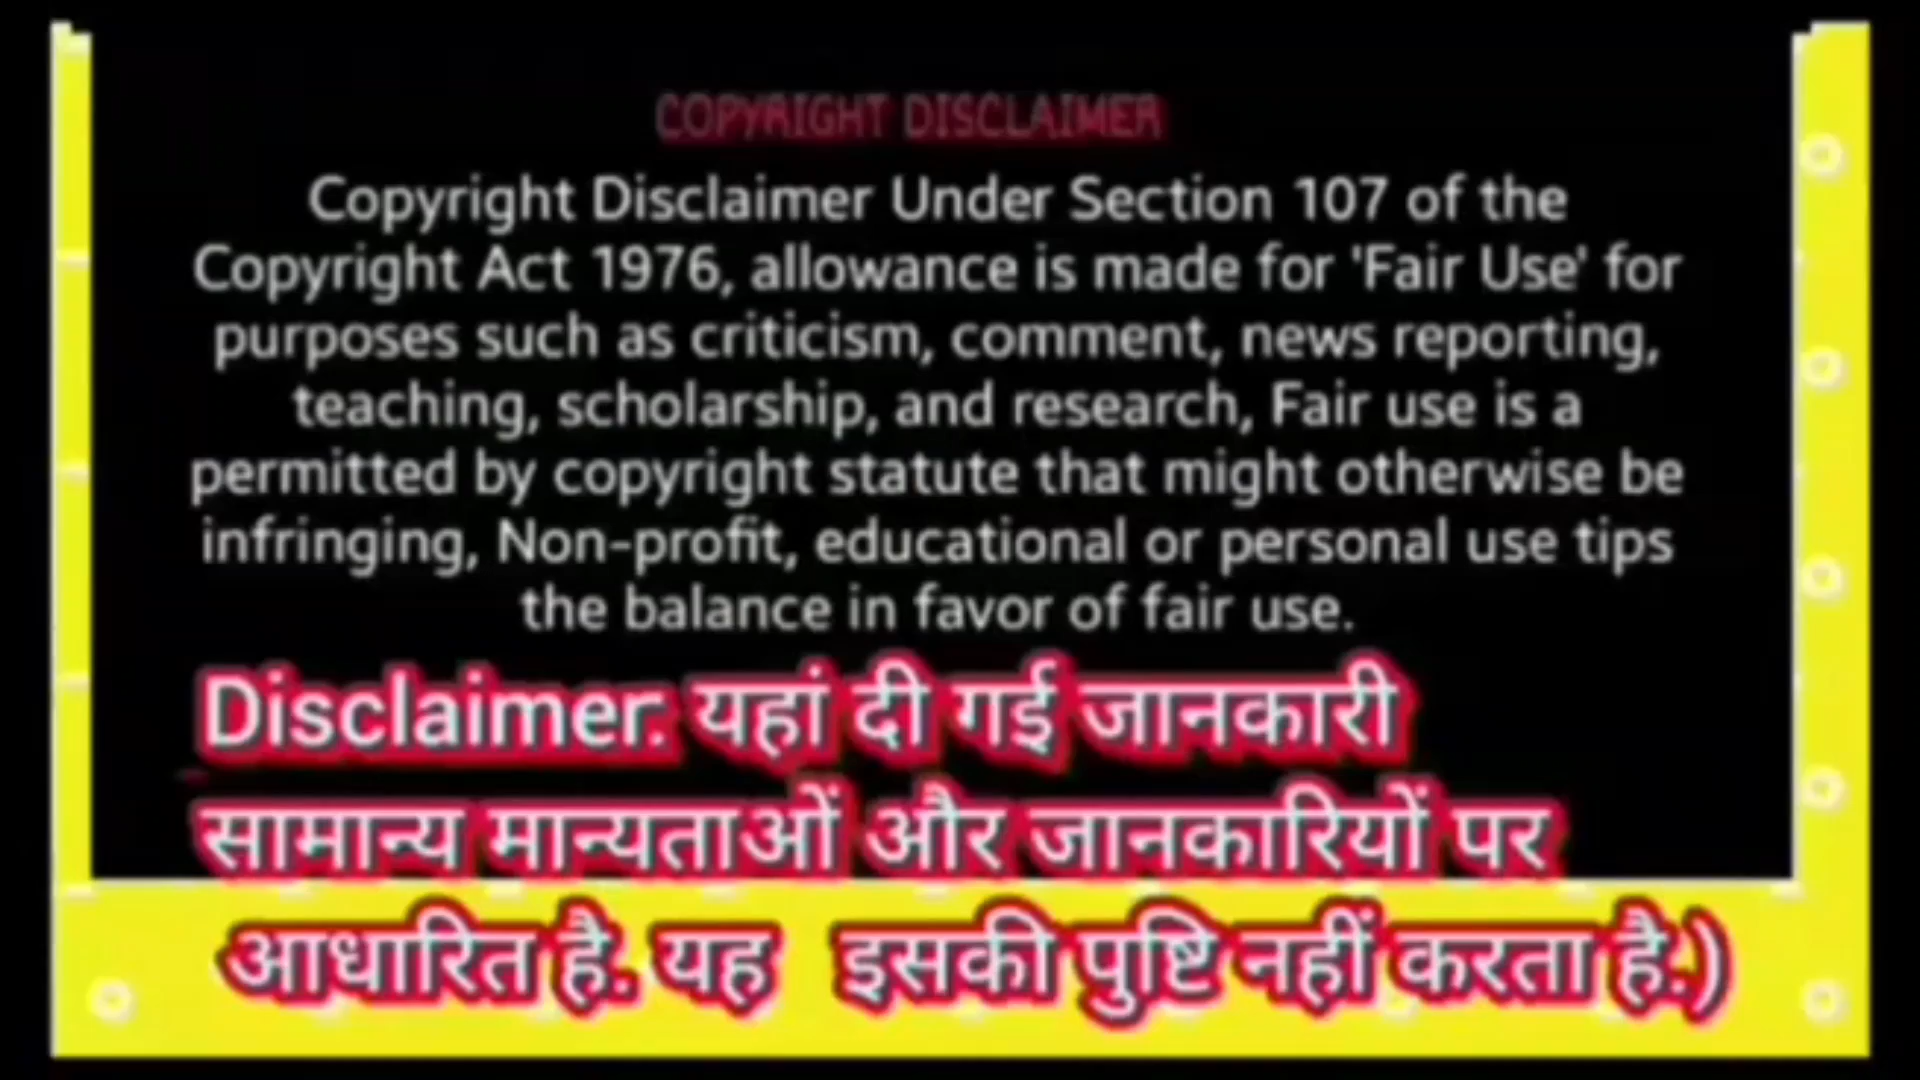 COPYRIGHT DISCLAIMER
Copyright Disclaimer Under Section 107 of the
Copyright Act 1976, allowance is made for 'Fair Use' for
purposes such as criticism, comment, news reporting,
teaching, scholarship, and research, Fair use is a
permitted by copyright statute that might otherwise be
infringing, Non-profit, educational or personal use tips
the balance in favor of fair use.
Disclaimer: यहां दी गई जानकारी
सामान्य मान्यताओं और जानकारियों पर
आधारित है. यह इसकी पुष्टि नहीं करता है.)